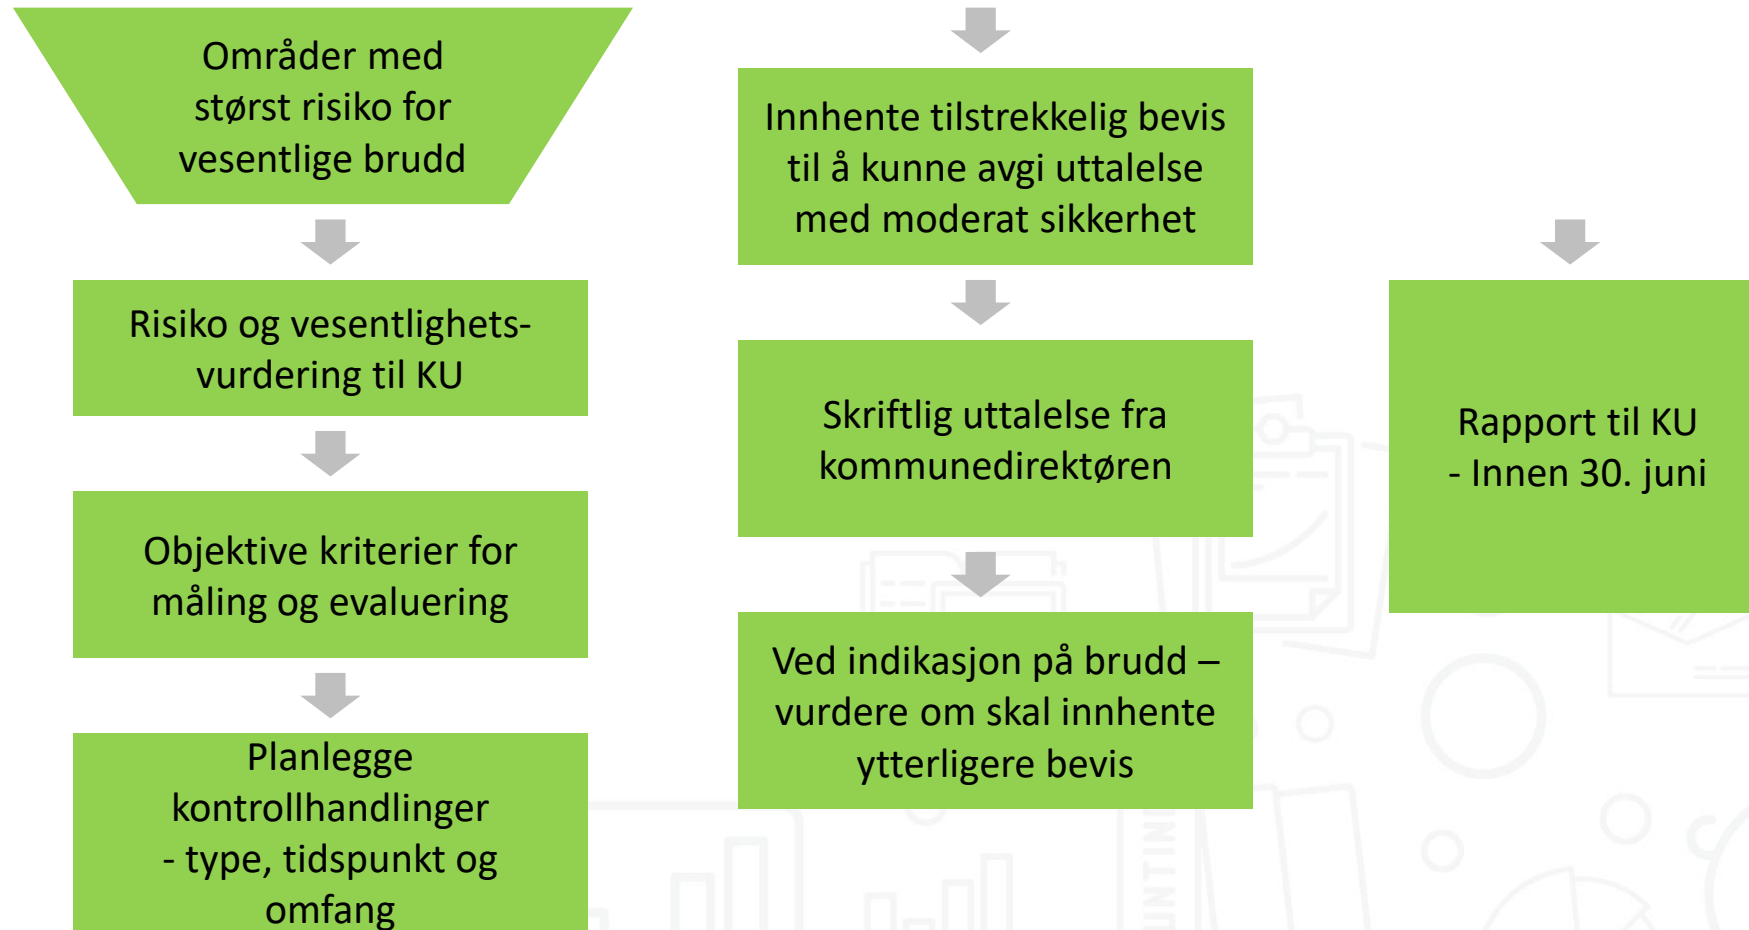 Områder med
størst risiko for
vesentlige brudd
Risiko og vesentlighets-
vurdering til KU
Objektive kriterier for
måling og evaluering
Planlegge
kontrollhandlinger
- type, tidspunkt og
omfang
Innhente tilstrekkelig bevis
til å kunne avgi uttalelse
med moderat sikkerhet
Skriftlig uttalelse fra
kommunedirektøren
Ved indikasjon på brudd –
vurdere om skal innhente
ytterligere bevis
Rapport til KU
- Innen 30. juni